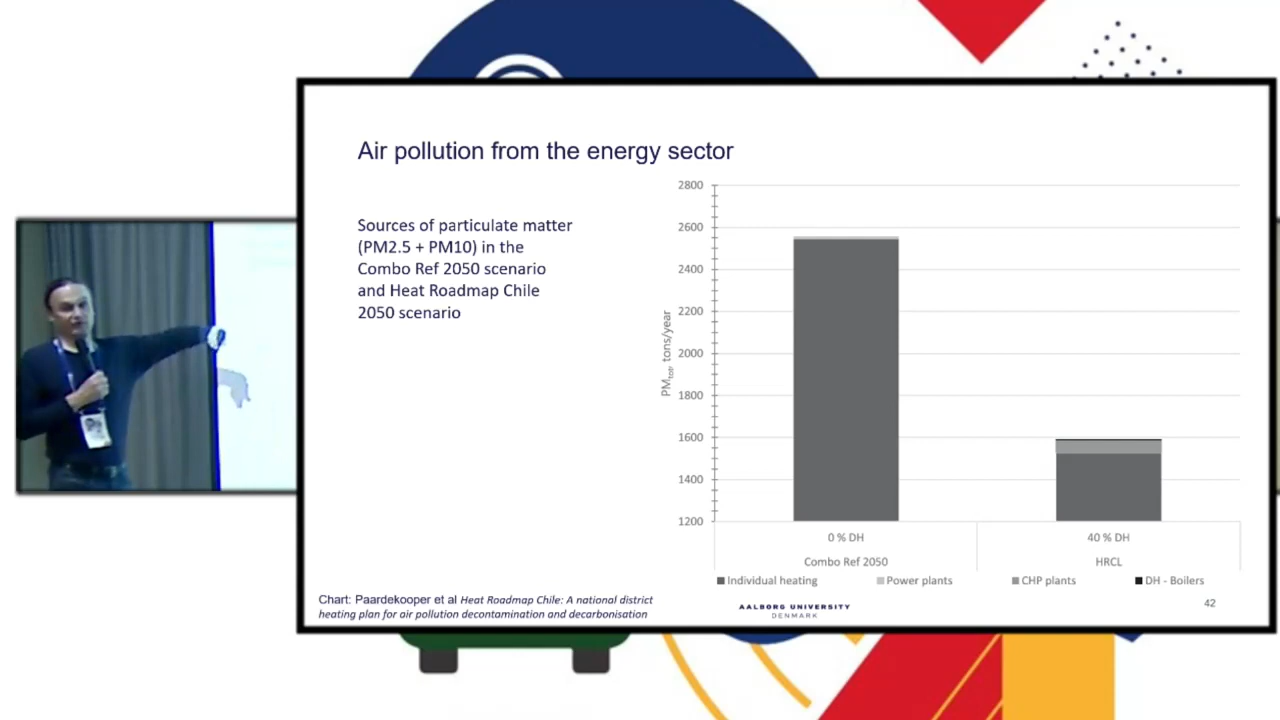 Air pollution from the energy sector
Sources of particulate matter
(PM2.5 + PM10) in the
Combo Ref 2050 scenario
and Heat Roadmap Chile
2050 scenario
PMtot, tons/year
2800
2600
2400
2200
2000
1800
1600
1400
1200
0 % DH
40 % DH
Combo Ref 2050
HRCL
Individual heating
Power plants
CHP plants
DH - Boilers
Chart: Paardekooper et al Heat Roadmap Chile: A national district
heating plan for air pollution decontamination and decarbonisation
AALBORG UNIVERSITY
DENMARK
42